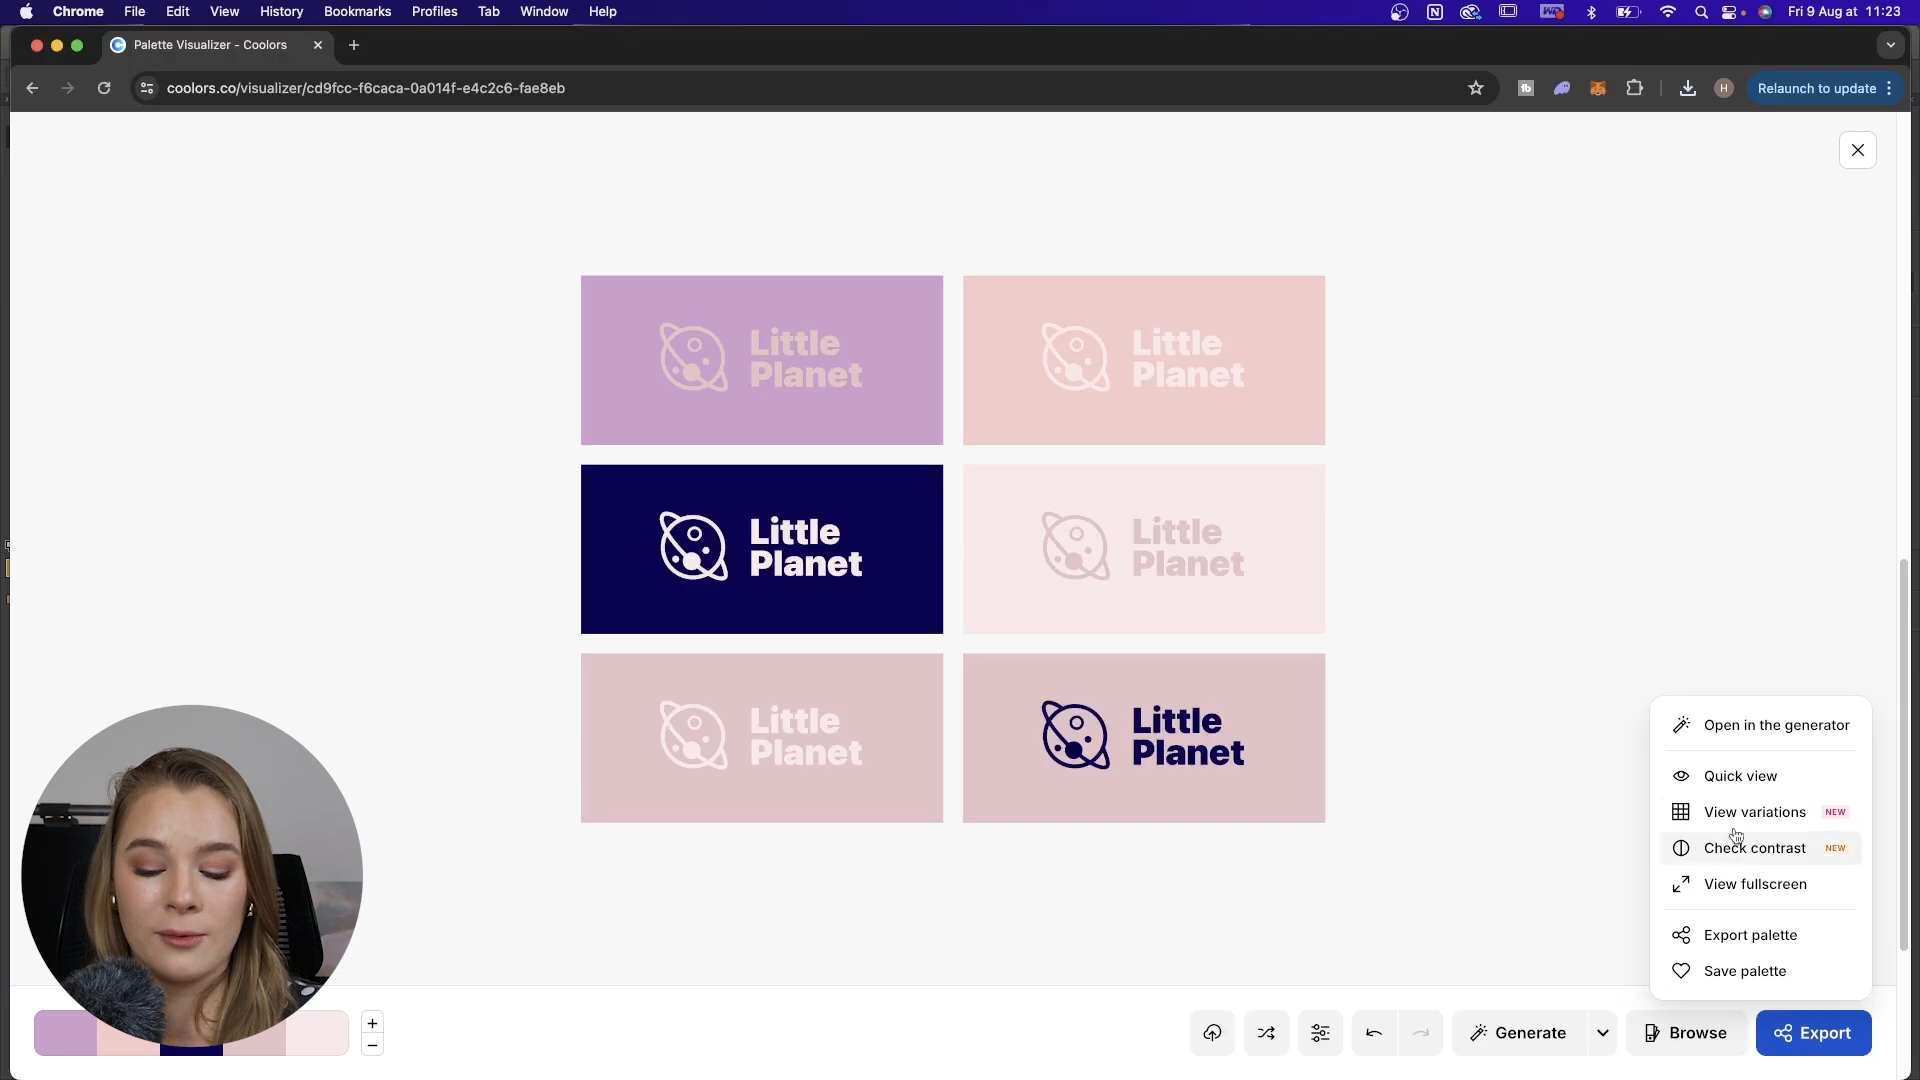 Chrome File Edit View History Bookmarks Profiles Tab Window Help Fri 9 Aug at 11:23
Palette Visualizer - Coolors
coolors.co/visualizer/cd9fcc-f6caca-0a014f-e4c2c6-fae8eb
tb
H
Relaunch to update
Little
Planet
Little
Planet
Little
Planet
Little
Planet
Little
Planet
Little
Planet
Open in the generator
Quick view
View variations NEW
Check contrast NEW
View fullscreen
Export palette
Save palette
Generate
Browse
Export